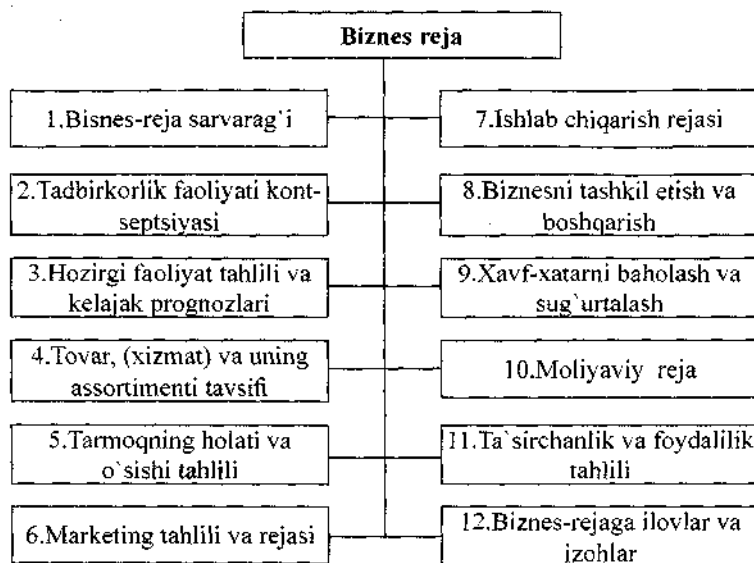 Biznes reja
1.Bisnes-reja sarvarag`i
2.Tadbirkorlik faoliyati kont-
septsiyasi
3.Hozirgi faoliyat tahlili va
kelajak prognozlari
4.Tovar, (xizmat) va uning
assortimenti tavsifi
5.Tarmoqning holati va
o`sishi tahlili
6.Marketing tahlili va rejasi
7.Ishlab chiqarish rejasi
8.Biznesni tashkil etish va
boshqarish
9.Xavf-xatarni baholash va
sug`urtalash
10.Moliyaviy reja
11.Ta`sirchanlik va foydalilik
tahlili
12.Biznes-rejaga ilovlar va
izohlar